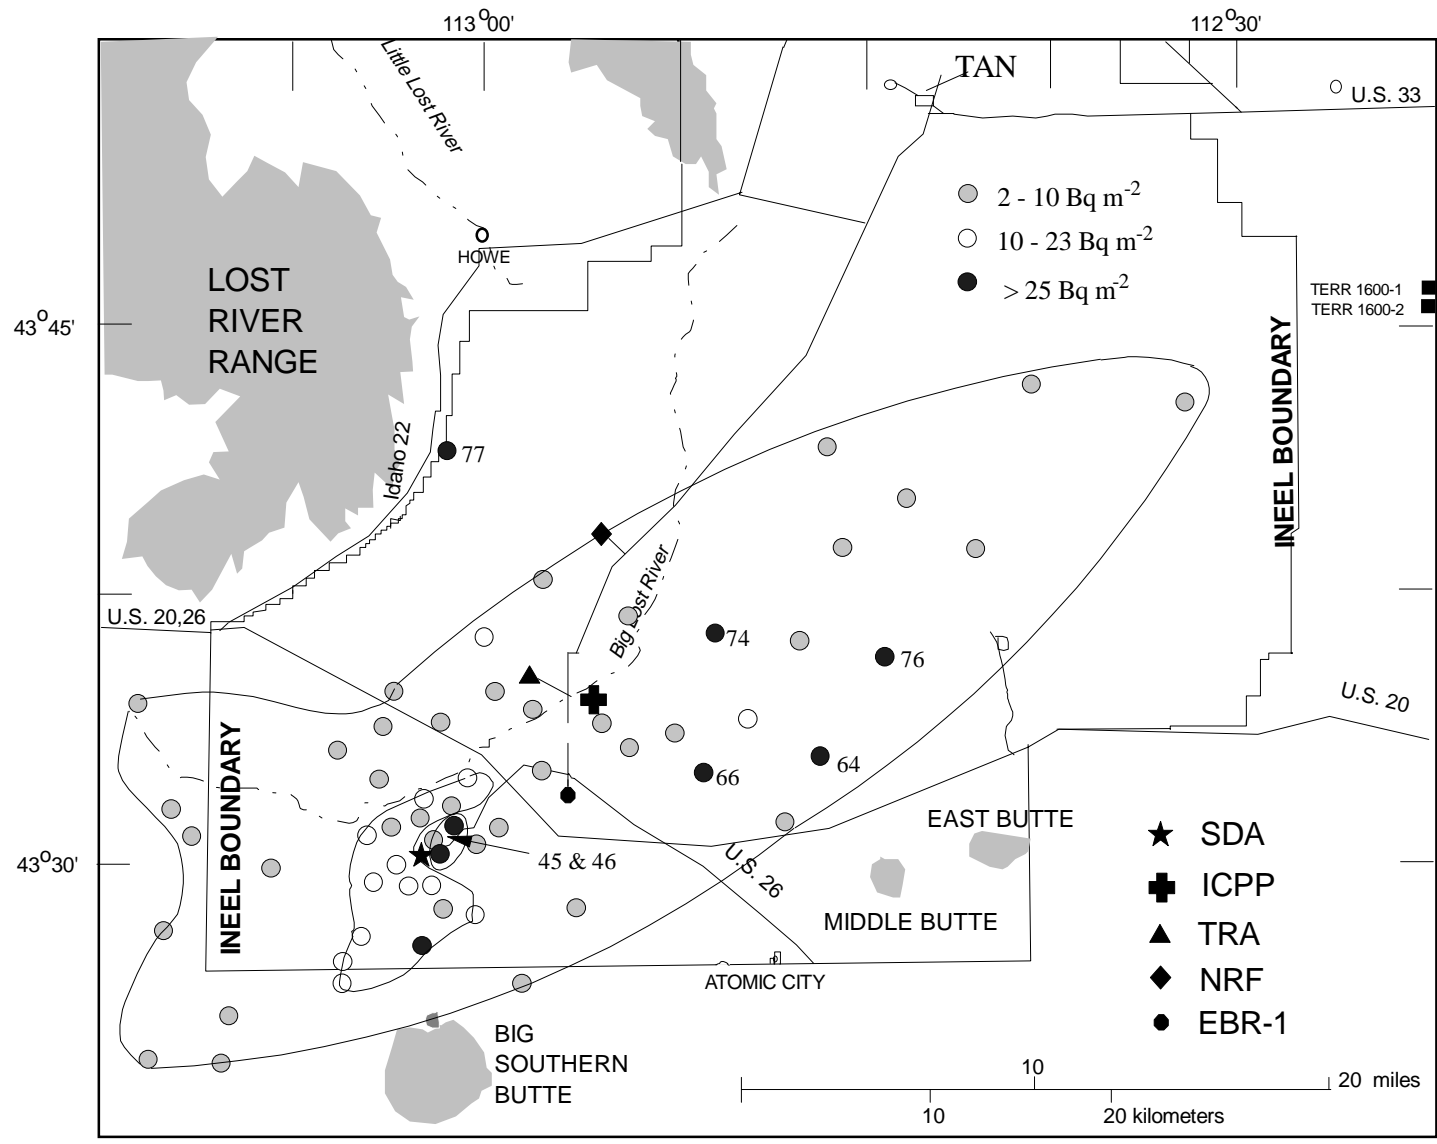 113°00'
112°30'
Little Lost River
TAN
U.S. 33
2 - 10 Bq m-2
10 - 23 Bq m-2
> 25 Bq m-2
HOWE
LOST
RIVER
RANGE
TERR 1600-1
TERR 1600-2
43°45'
INEEL BOUNDARY
Idaho 22
77
Big Lost River
U.S. 20,26
74
76
U.S. 20
INEEL BOUNDARY
66
64
EAST BUTTE
43°30'
45 & 46
U.S. 26
MIDDLE BUTTE
ATOMIC CITY
SDA
ICPP
TRA
NRF
EBR-1
BIG
SOUTHERN
BUTTE
10
20 miles
10
20 kilometers